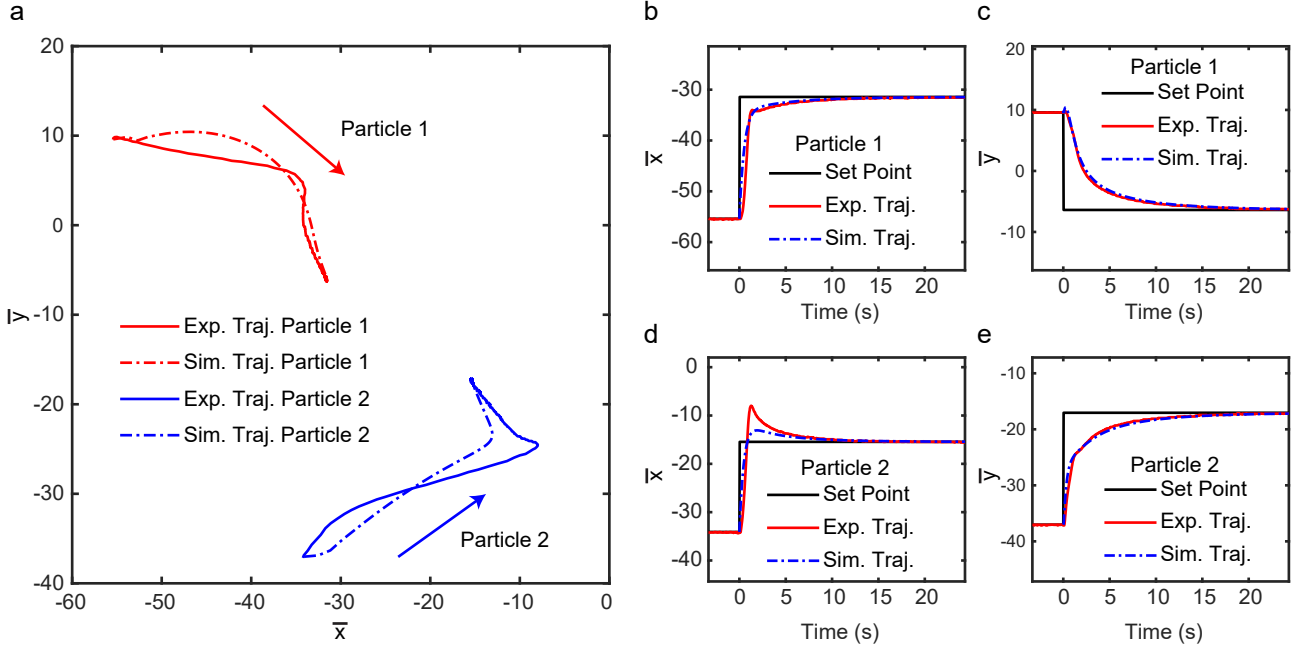 a
20
10
0
-10
-20
-30
-40
y
-60
-50
-40
-30
-20
-10
0
x
Particle 1
Exp. Traj. Particle 1
Sim. Traj. Particle 1
Exp. Traj. Particle 2
Sim. Traj. Particle 2
Particle 2
b
-30
-40
-50
-60
x
Particle 1
Set Point
Exp. Traj.
Sim. Traj.
0 5 10 15 20
Time (s)
c
20
10
0
-10
y
Particle 1
Set Point
Exp. Traj.
Sim. Traj.
0 5 10 15 20
Time (s)
d
0
-10
-20
-30
-40
x
Particle 2
Set Point
Exp. Traj.
Sim. Traj.
0 5 10 15 20
Time (s)
e
-10
-20
-30
-40
y
Particle 2
Set Point
Exp. Traj.
Sim. Traj.
0 5 10 15 20
Time (s)